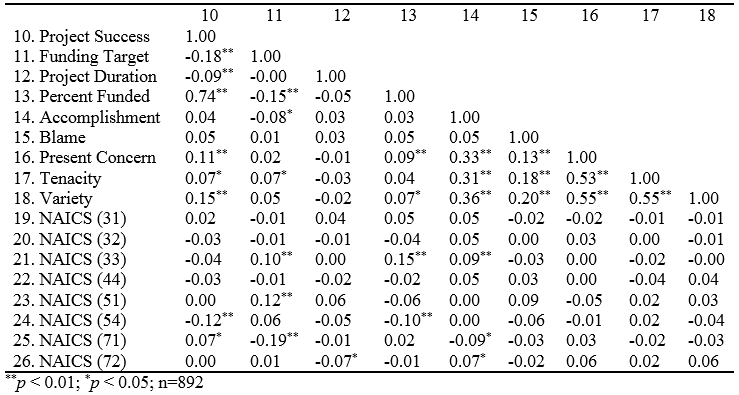 10 11 12 13 14 15 16 17 18
10. Project Success 1.00
11. Funding Target -0.18** 1.00
12. Project Duration -0.09** -0.00 1.00
13. Percent Funded 0.74** -0.15** -0.05 1.00
14. Accomplishment 0.04 -0.08* 0.03 0.03 1.00
15. Blame 0.05 0.01 0.03 0.05 0.05 1.00
16. Present Concern 0.11** 0.02 -0.01 0.09** 0.33** 0.13** 1.00
17. Tenacity 0.07* 0.07* -0.03 0.04 0.31** 0.18** 0.53** 1.00
18. Variety 0.15** 0.05 -0.02 0.07* 0.36** 0.20** 0.55** 0.55** 1.00
19. NAICS (31) 0.02 -0.01 0.04 0.05 0.05 -0.02 -0.02 -0.01 -0.01
20. NAICS (32) -0.03 -0.01 -0.01 -0.04 0.05 0.00 0.03 0.00 -0.01
21. NAICS (33) -0.04 0.10** 0.00 0.15** 0.09** -0.03 0.00 -0.02 -0.00
22. NAICS (44) -0.03 -0.01 -0.02 -0.02 0.05 0.03 0.00 -0.04 0.04
23. NAICS (51) 0.00 0.12** 0.06 -0.06 0.00 0.09 -0.05 0.02 0.03
24. NAICS (54) -0.12** 0.06 -0.05 -0.10** 0.00 -0.06 -0.01 0.02 -0.04
25. NAICS (71) 0.07* -0.19** -0.01 0.02 -0.09* -0.03 0.03 -0.02 -0.03
26. NAICS (72) 0.00 0.01 -0.07* -0.01 0.07* -0.02 0.06 0.02 0.06
**p < 0.01; *p < 0.05; n=892